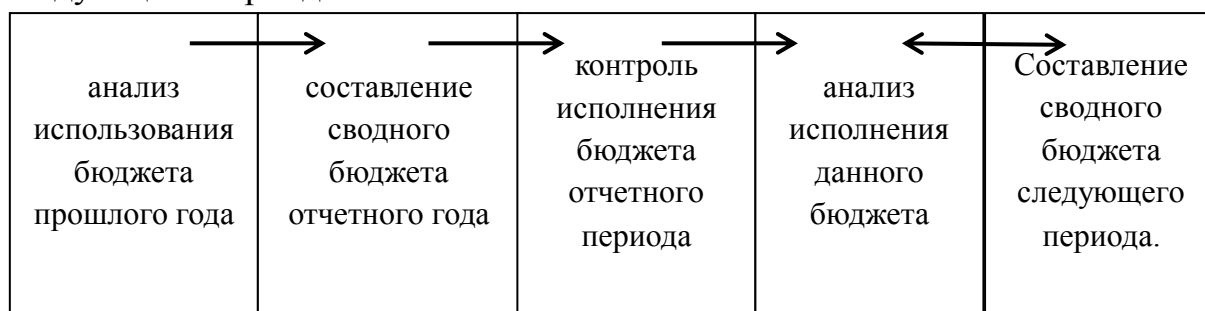 анализ
использования
бюджета
прошлого года
составление
сводного
бюджета
отчетного года
контроль
исполнения
бюджета
отчетного
периода
анализ
исполнения
данного
бюджета
Составление
сводного
бюджета
следующего
периода.